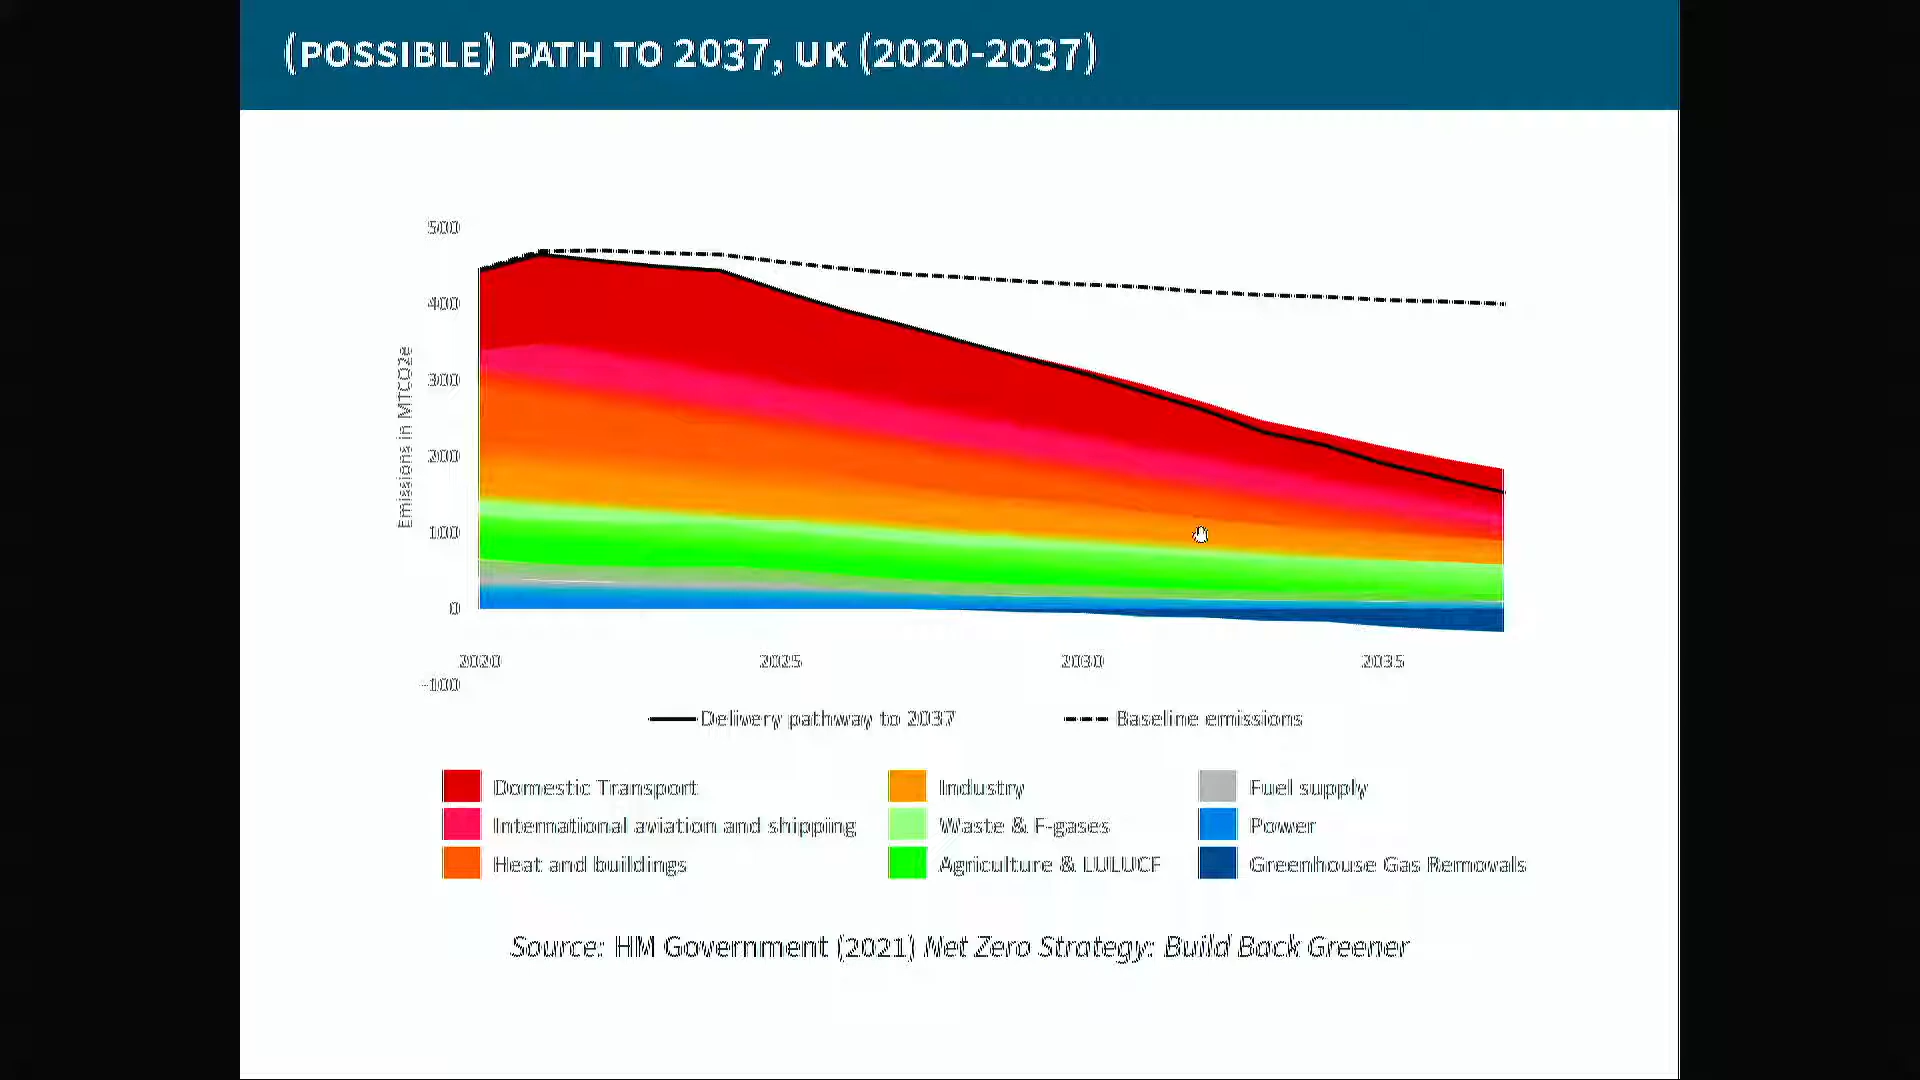 (POSSIBLE) PATH TO 2037, UK (2020-2037)
500
400
300
200
100
0
-100
Emissions in MTCO2e
2020 2025 2030 2035
Delivery pathway to 2037 Baseline emissions
Domestic Transport Industry Fuel supply
International aviation and shipping Waste & F-gases Power
Heat and buildings Agriculture & LULUCF Greenhouse Gas Removals
Source: HM Government (2021) Net Zero Strategy: Build Back Greener